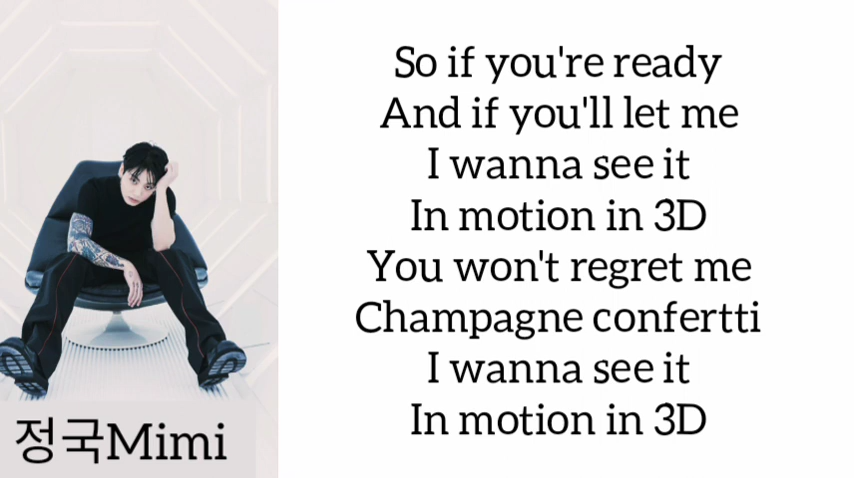 So if you're ready
And if you'll let me
I wanna see it
In motion in 3D
You won't regret me
Champagne confertti
I wanna see it
In motion in 3D
정국Mimi